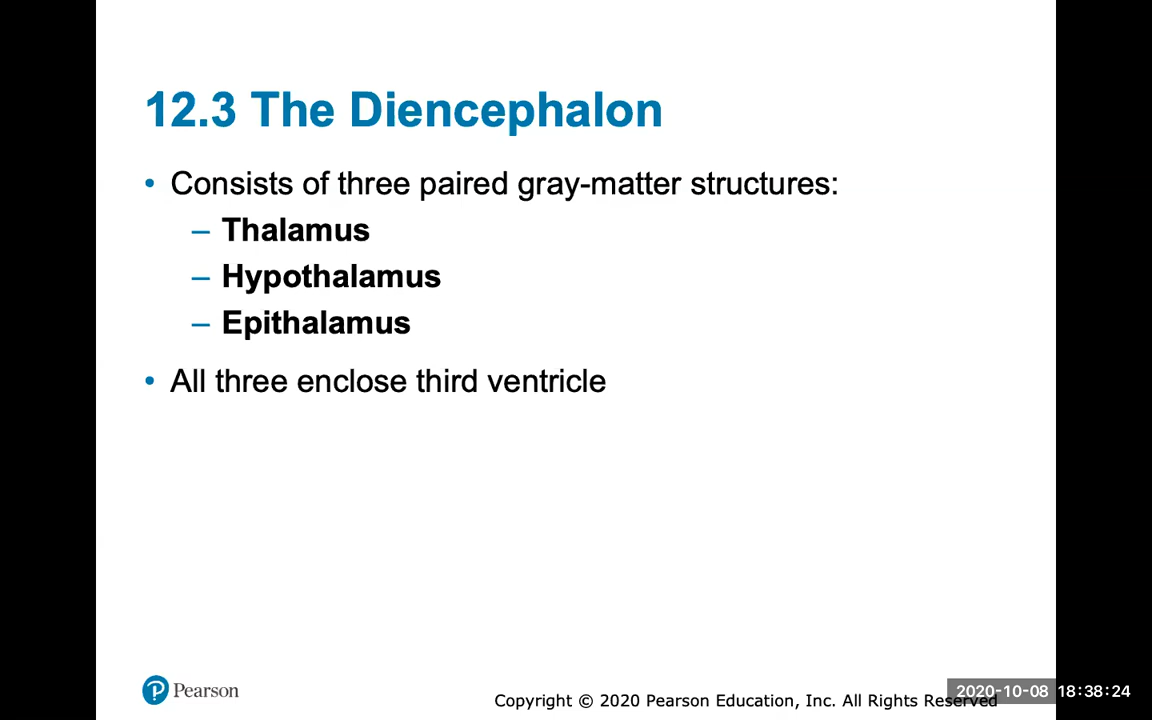 12.3 The Diencephalon
• Consists of three paired gray-matter structures:
– Thalamus
– Hypothalamus
– Epithalamus
• All three enclose third ventricle
Pearson
Copyright © 2020 Pearson Education, Inc. All Rights Reserved
2020-10-08 18:38:24